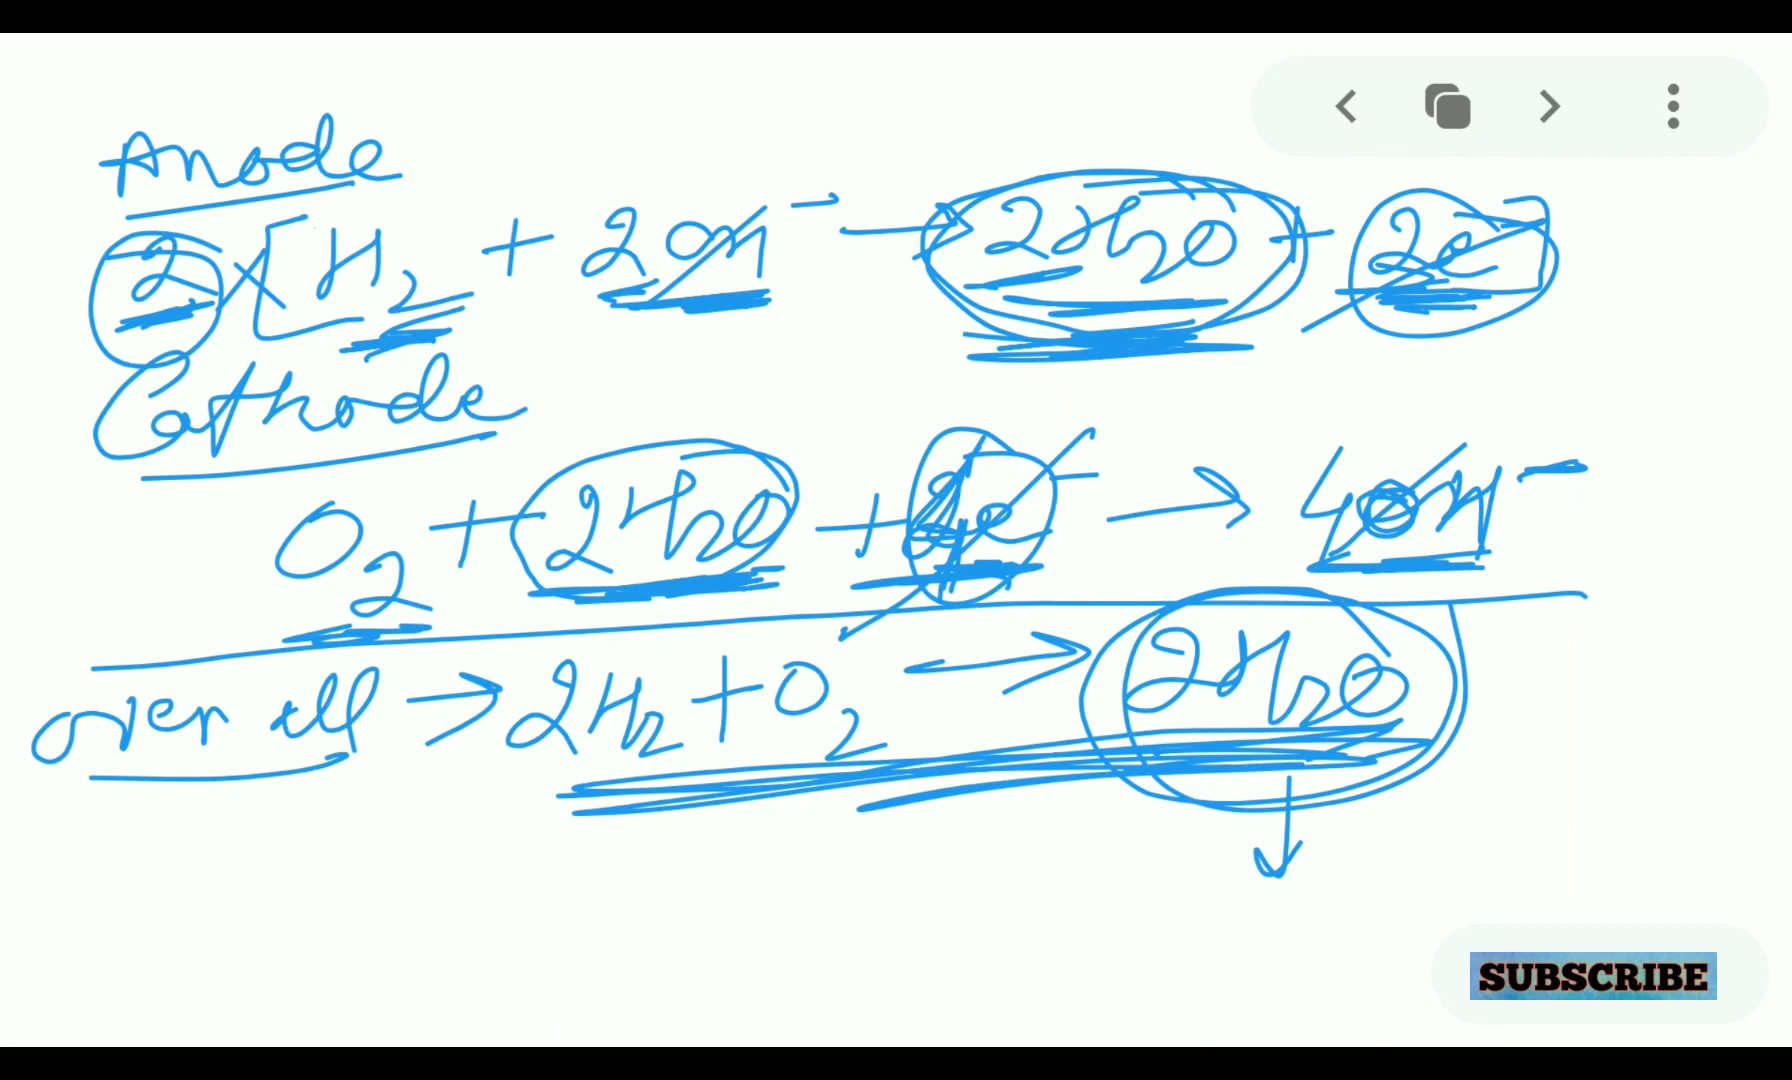 Anode
2 × [H₂ + 2OH⁻ → 2H₂O + 2e⁻]
Cathode
O₂ + 2H₂O + 4e⁻ → 4OH⁻
over all → 2H₂ + O₂ → 2H₂O
SUBSCRIBE